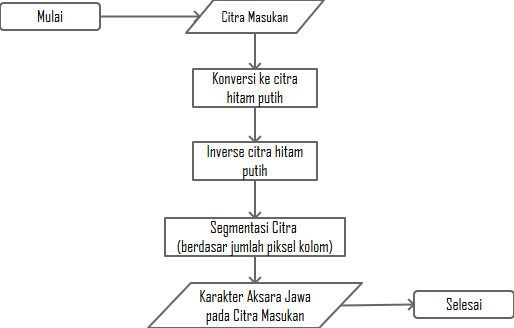 Mulai
Citra Masukan
Konversi ke citra
hitam putih
Inverse citra hitam
putih
Segmentasi Citra
(berdasar jumlah piksel kolom)
Karakter Aksara Jawa
pada Citra Masukan
Selesai